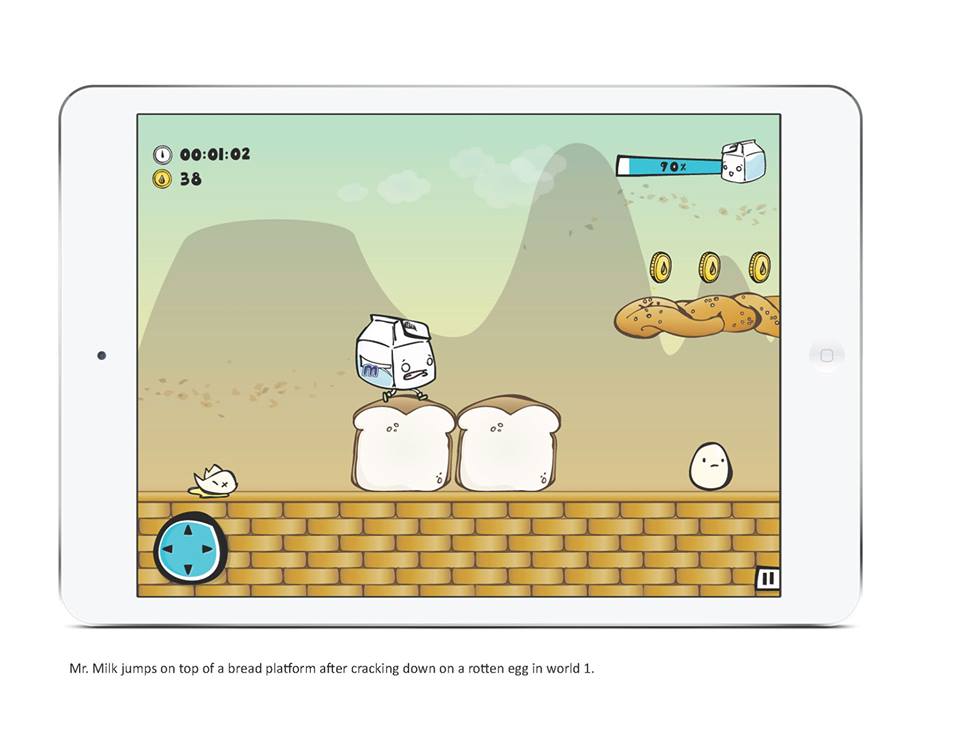 00:01:02
38
90%
m
Mr. Milk jumps on top of a bread platform after cracking down on a rotten egg in world 1.